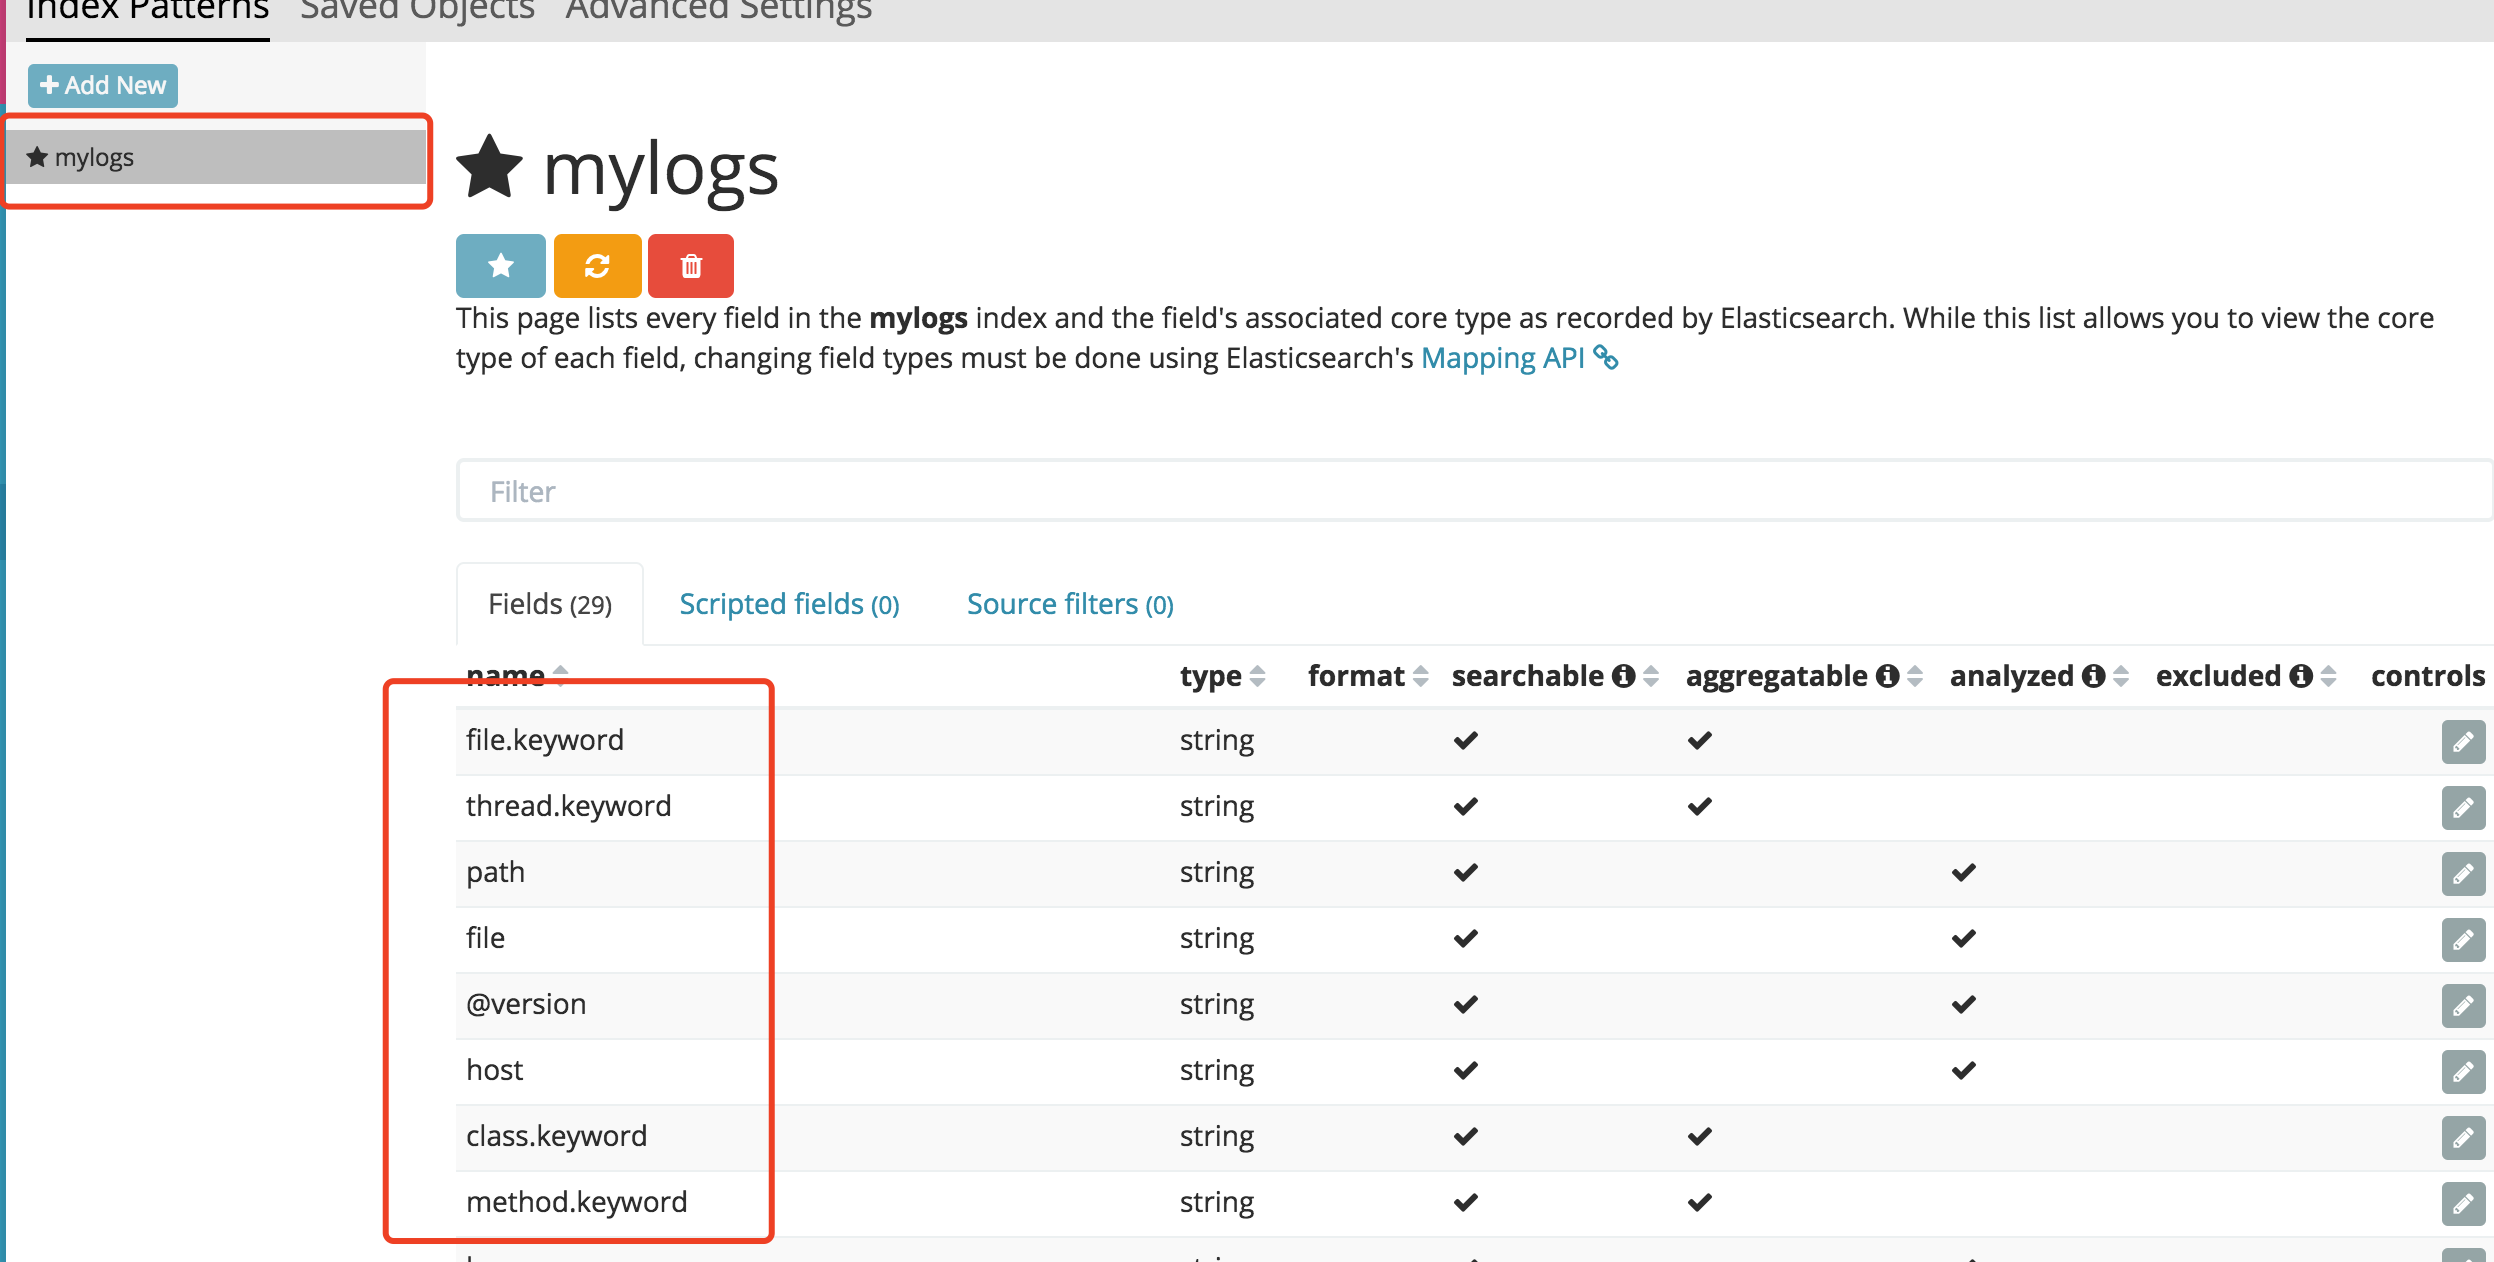 Index Patterns Saved Objects Advanced Settings
Add New
mylogs
mylogs
This page lists every field in the mylogs index and the field's associated core type as recorded by Elasticsearch. While this list allows you to view the core
type of each field, changing field types must be done using Elasticsearch's Mapping API
Filter
Fields (29) Scripted fields (0) Source filters (0)
name type format searchable aggregatable analyzed excluded controls
file.keyword string
thread.keyword string
path string
file string
@version string
host string
class.keyword string
method.keyword string